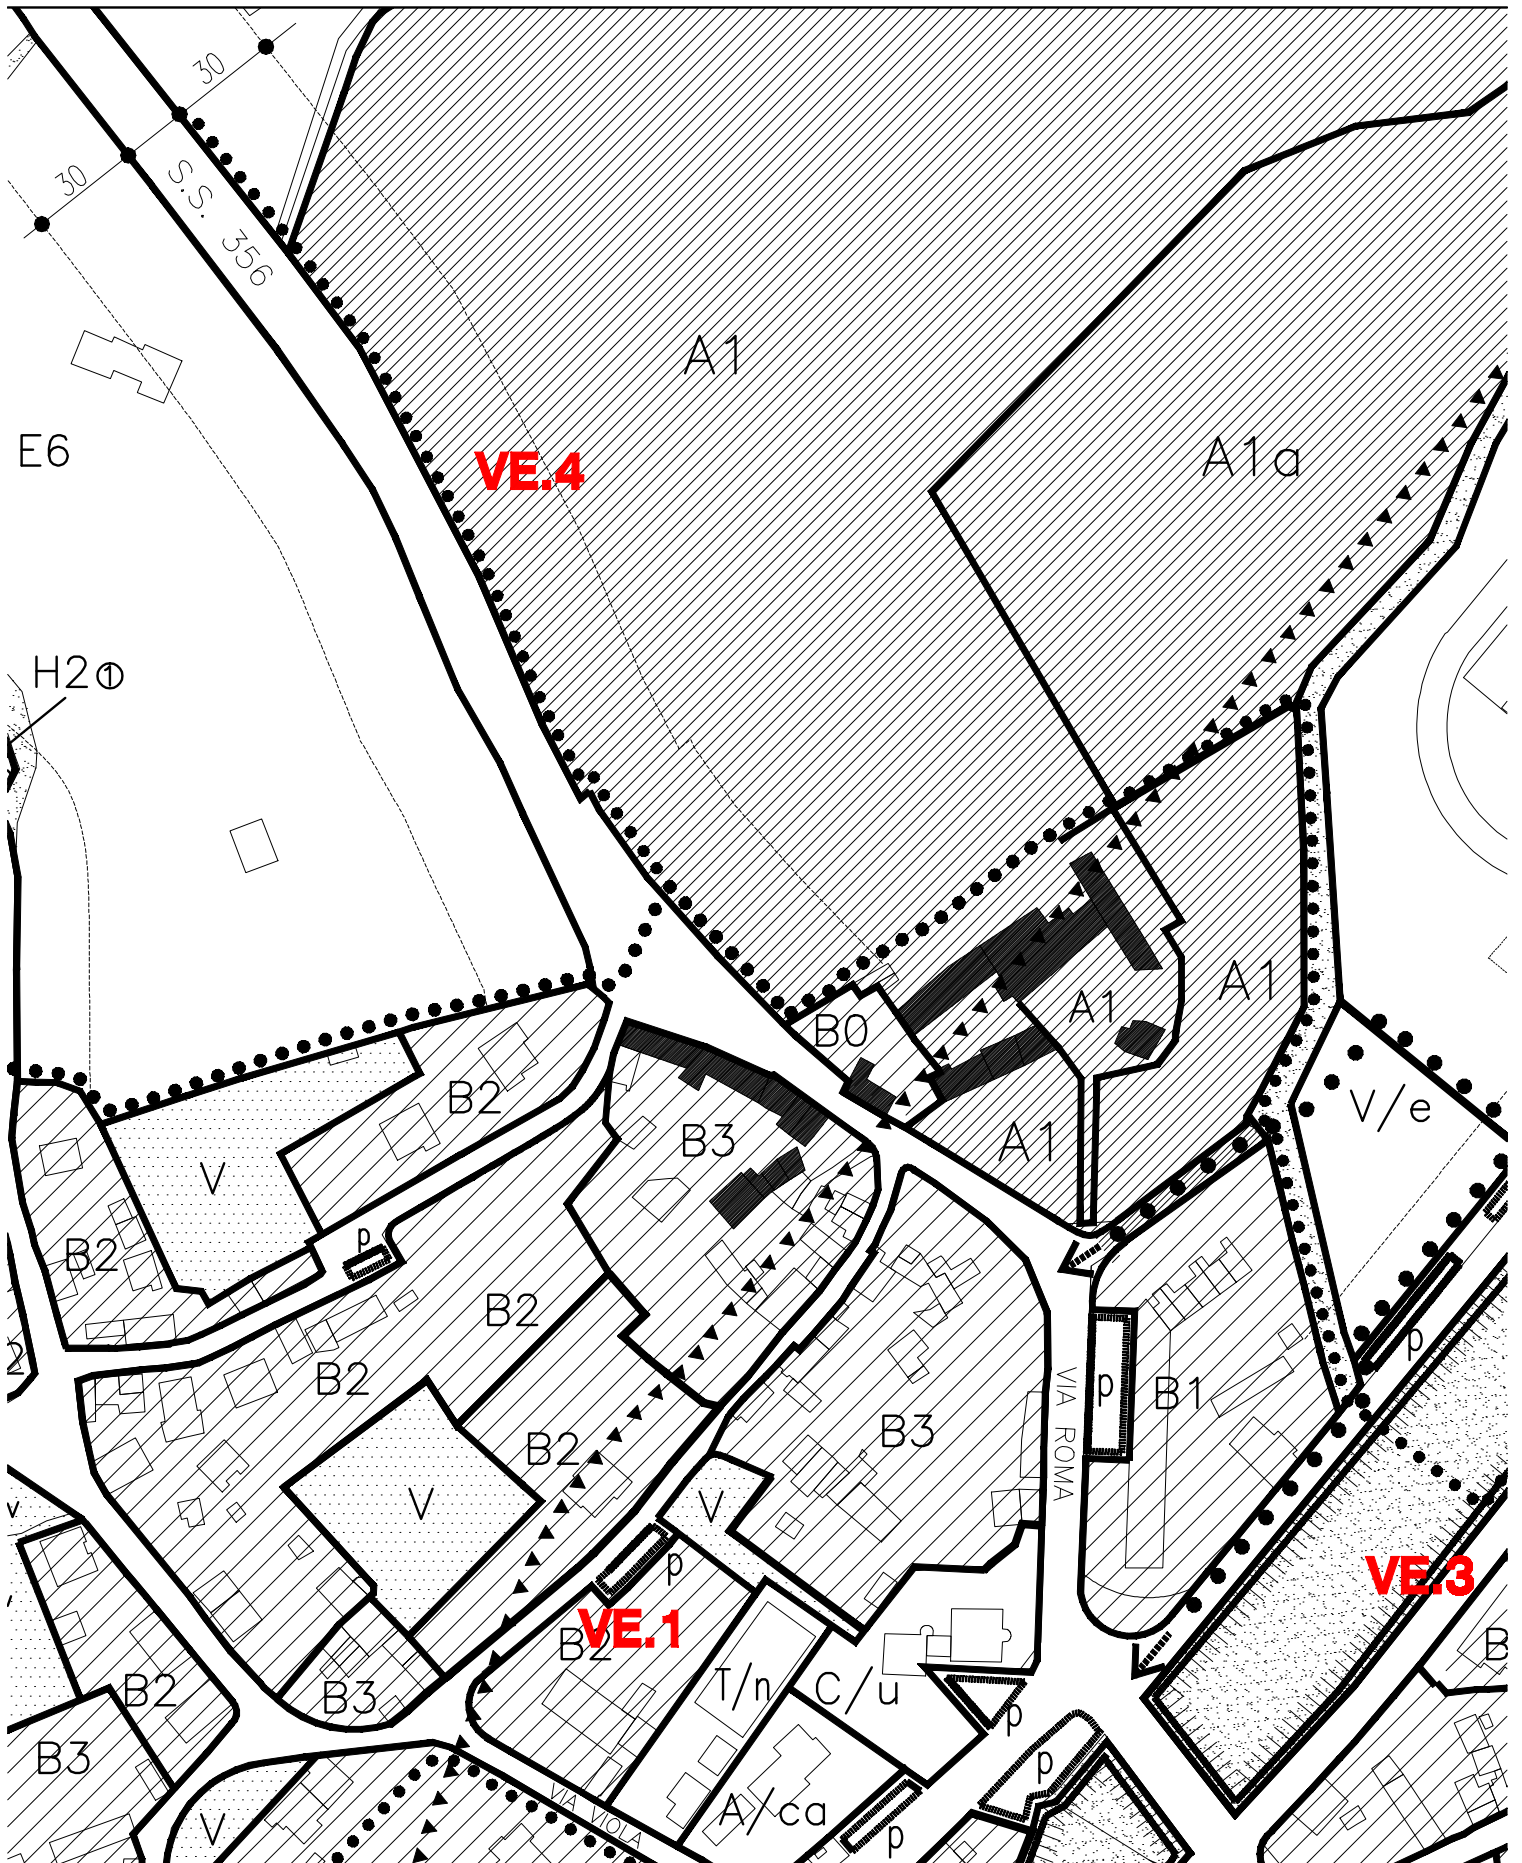 30
30
S.S. 356
A1
E6
VE.4
A1a
H2①
A1
B0
A1
V/e
B2
B3
V
A1
B2
p
B2
B2
p
p
B1
B3
B2
V
V
VIA ROMA
p
VE.3
VE.1
B2
B2
B3
T/n
C/u
p
B3
p
A/ca
V
VIA VIOLA
p